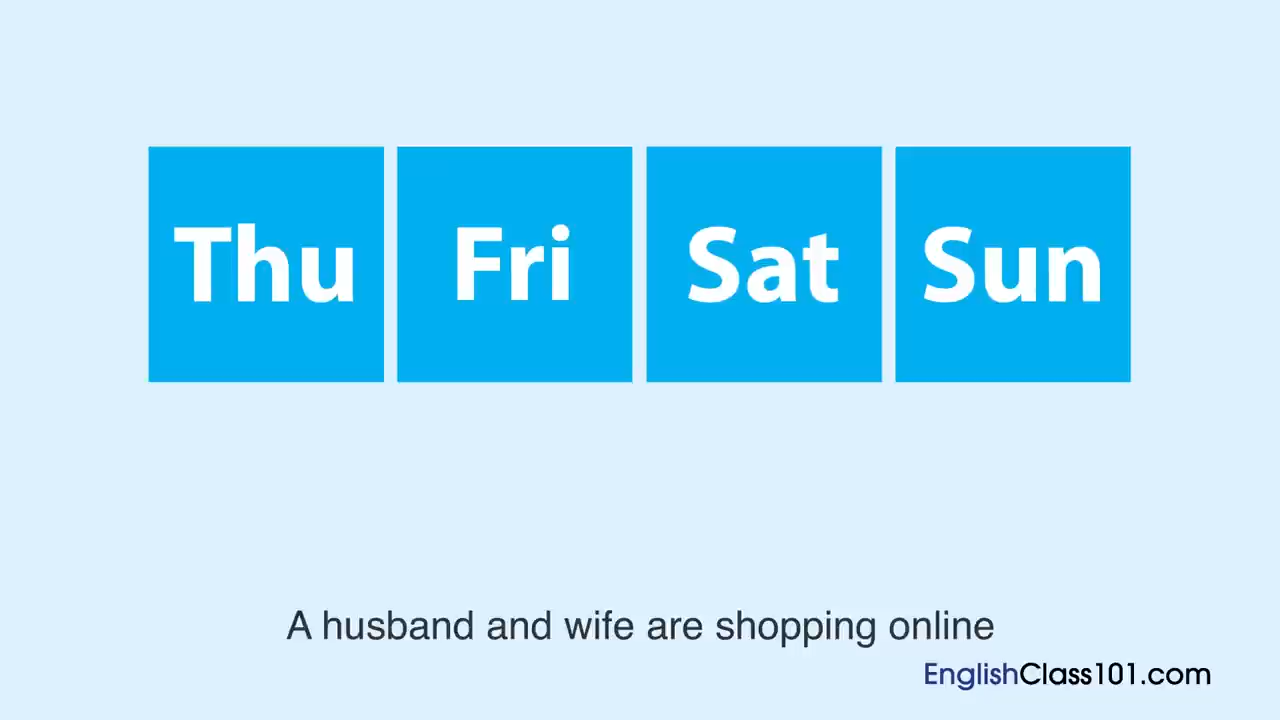 Thu Fri Sat Sun
A husband and wife are shopping online
EnglishClass101.com